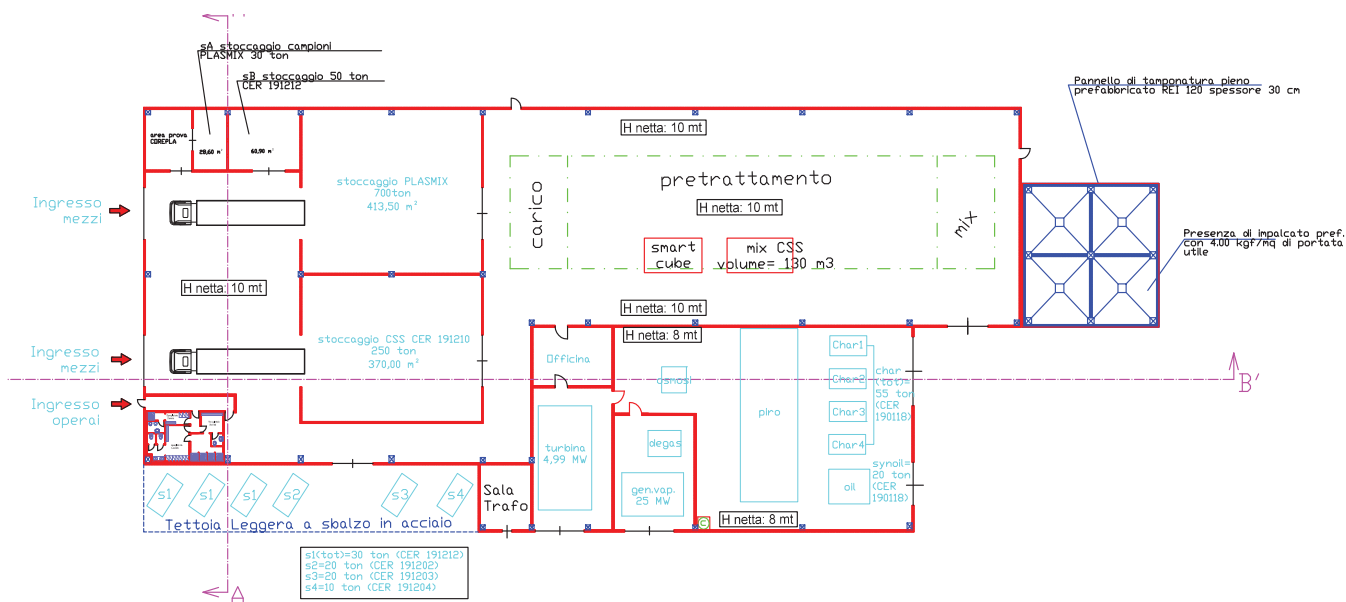 sA stoccaggio campioni
PLASMIX 30 ton
sB stoccaggio 50 ton
CER 191212
Pannello di tamponatura pieno
prefabbricato REI 120 spessore 30 cm
area prova
COREPLA
28,60 m²
60,90 m²
H netta: 10 mt
stoccaggio PLASMIX
700ton
413,50 m²
carico
pretrattamento
H netta: 10 mt
mix
smart
cube
mix CSS
volume= 130 m3
Ingresso
mezzi
Presenza di impalcato pref.
con 4.00 kgf/mq di portata
utile
H netta: 10 mt
H netta: 10 mt
H netta: 8 mt
stoccaggio CSS CER 191210
250 ton
370,00 m²
Ingresso
mezzi
Officina
osmosi
Char1
Char2
Char3
Char4
char
(tot)=
55 ton
(CER
190118)
B'
Ingresso
operai
piro
turbina
4,99 MW
degas
gen.vap.
25 MW
oil
synoil=
20 ton
(CER
190118)
s1
s1
s1
s2
s3
s4
Sala
Trafo
Tettoia Leggera a sbalzo in acciaio
H netta: 8 mt
s1(tot)=30 ton (CER 191212)
s2=20 ton (CER 191202)
s3=20 ton (CER 191203)
s4=10 ton (CER 191204)
A